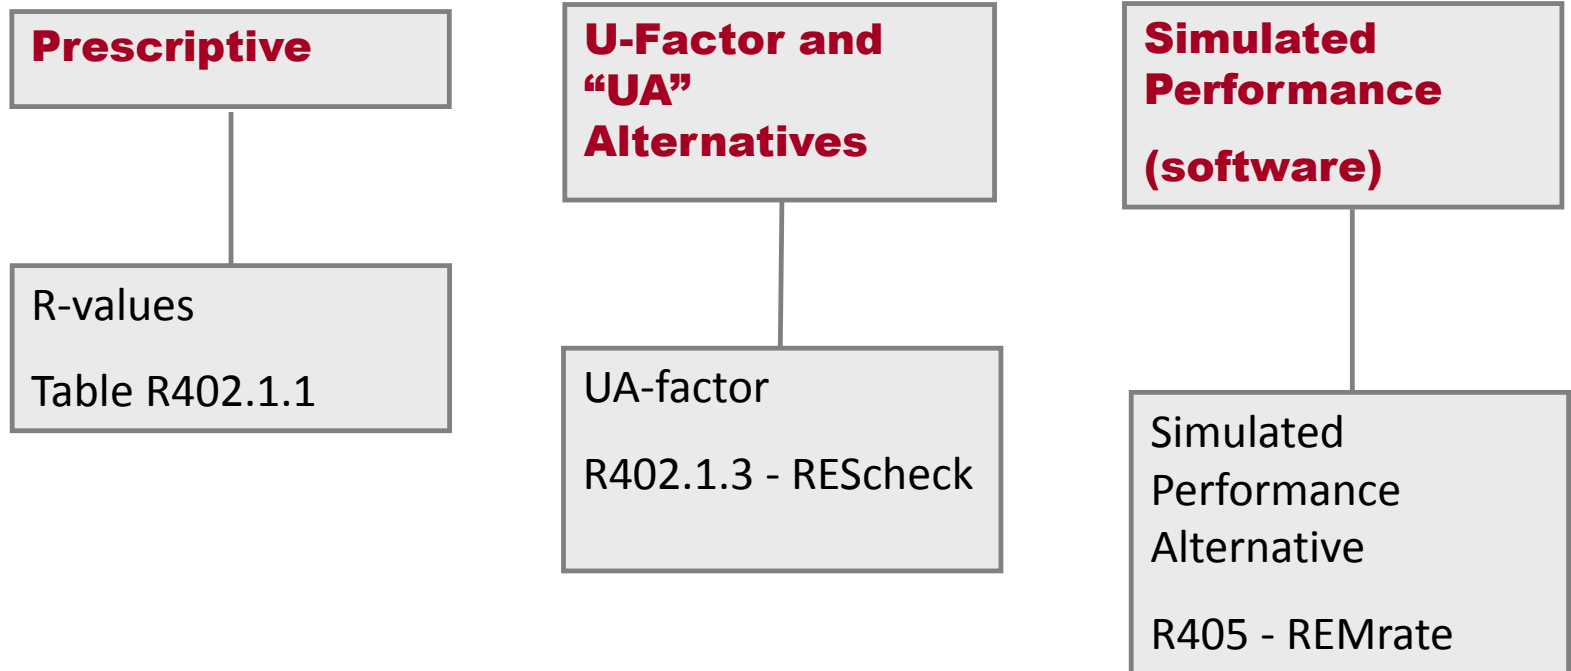 Prescriptive
R-values
Table R402.1.1
U-Factor and
“UA”
Alternatives
UA-factor
R402.1.3 - REScheck
Simulated
Performance
(software)
Simulated
Performance
Alternative
R405 - REMrate